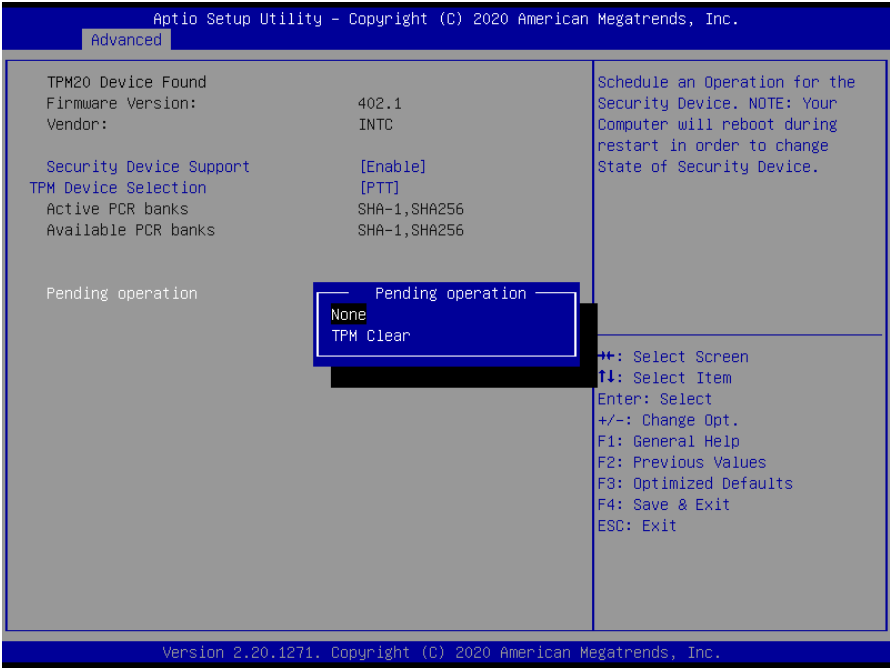 Aptio Setup Utility – Copyright (C) 2020 American Megatrends, Inc.
Advanced
TPM20 Device Found
Firmware Version: 402.1
Vendor: INTC
Security Device Support [Enable]
TPM Device Selection [PTT]
Active PCR banks SHA-1,SHA256
Available PCR banks SHA-1,SHA256
Pending operation
Pending operation
None
TPM Clear
Schedule an Operation for the
Security Device. NOTE: Your
Computer will reboot during
restart in order to change
State of Security Device.
→←: Select Screen
↑↓: Select Item
Enter: Select
+/-: Change Opt.
F1: General Help
F2: Previous Values
F3: Optimized Defaults
F4: Save & Exit
ESC: Exit
Version 2.20.1271. Copyright (C) 2020 American Megatrends, Inc.